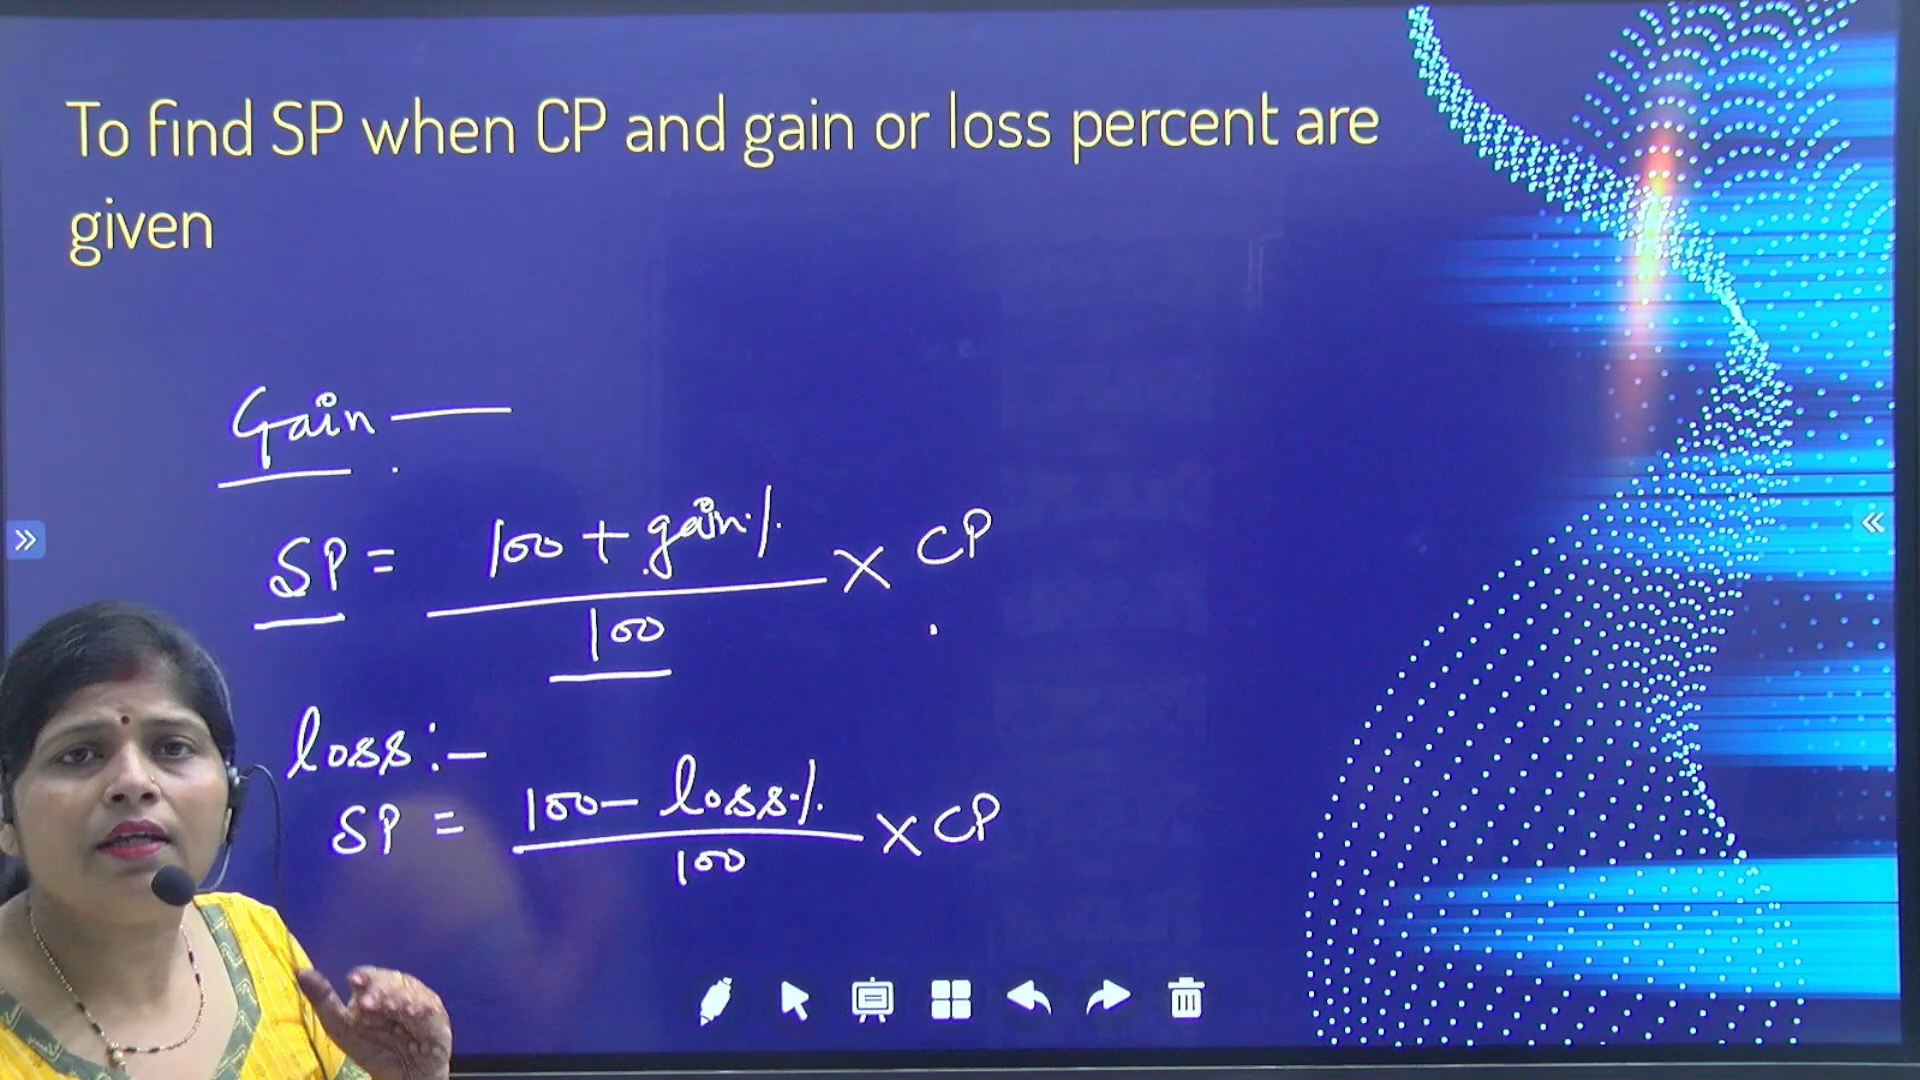 To find SP when CP and gain or loss percent are
given
Gain —
SP = 100 + gain% / 100 × CP
loss :-
SP = 100 - loss% / 100 × CP